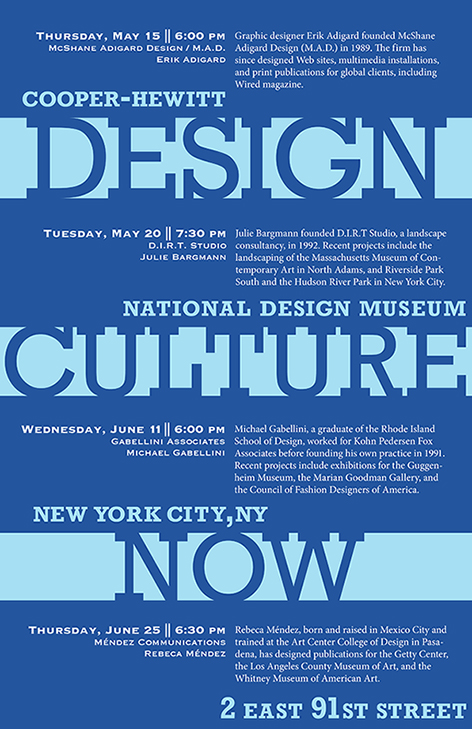 THURSDAY, MAY 15 || 6:00 PM
MCSHANE ADIGARD DESIGN / M.A.D.
ERIK ADIGARD
Graphic designer Erik Adigard founded McShane
Adigard Design (M.A.D.) in 1989. The firm has
since designed Web sites, multimedia installations,
and print publications for global clients, including
Wired magazine.
COOPER-HEWITT
DESIGN
TUESDAY, MAY 20 || 7:30 PM
D.I.R.T. STUDIO
JULIE BARGMANN
Julie Bargmann founded D.I.R.T Studio, a landscape
consultancy, in 1992. Recent projects include the
landscaping of the Massachusetts Museum of Con-
temporary Art in North Adams, and Riverside Park
South and the Hudson River Park in New York City.
NATIONAL DESIGN MUSEUM
CULTURE
WEDNESDAY, JUNE 11 || 6:00 PM
GABELLINI ASSOCIATES
MICHAEL GABELLINI
Michael Gabellini, a graduate of the Rhode Island
School of Design, worked for Kohn Pedersen Fox
Associates before founding his own practice in 1991.
Recent projects include exhibitions for the Guggen-
heim Museum, the Marian Goodman Gallery, and
the Council of Fashion Designers of America.
NEW YORK CITY, NY
NOW
THURSDAY, JUNE 25 || 6:30 PM
MÉNDEZ COMMUNICATIONS
REBECA MÉNDEZ
Rebeca Méndez, born and raised in Mexico City and
trained at the Art Center College of Design in Pasa-
dena, has designed publications for the Getty Center,
the Los Angeles County Museum of Art, and the
Whitney Museum of American Art.
2 EAST 91ST STREET